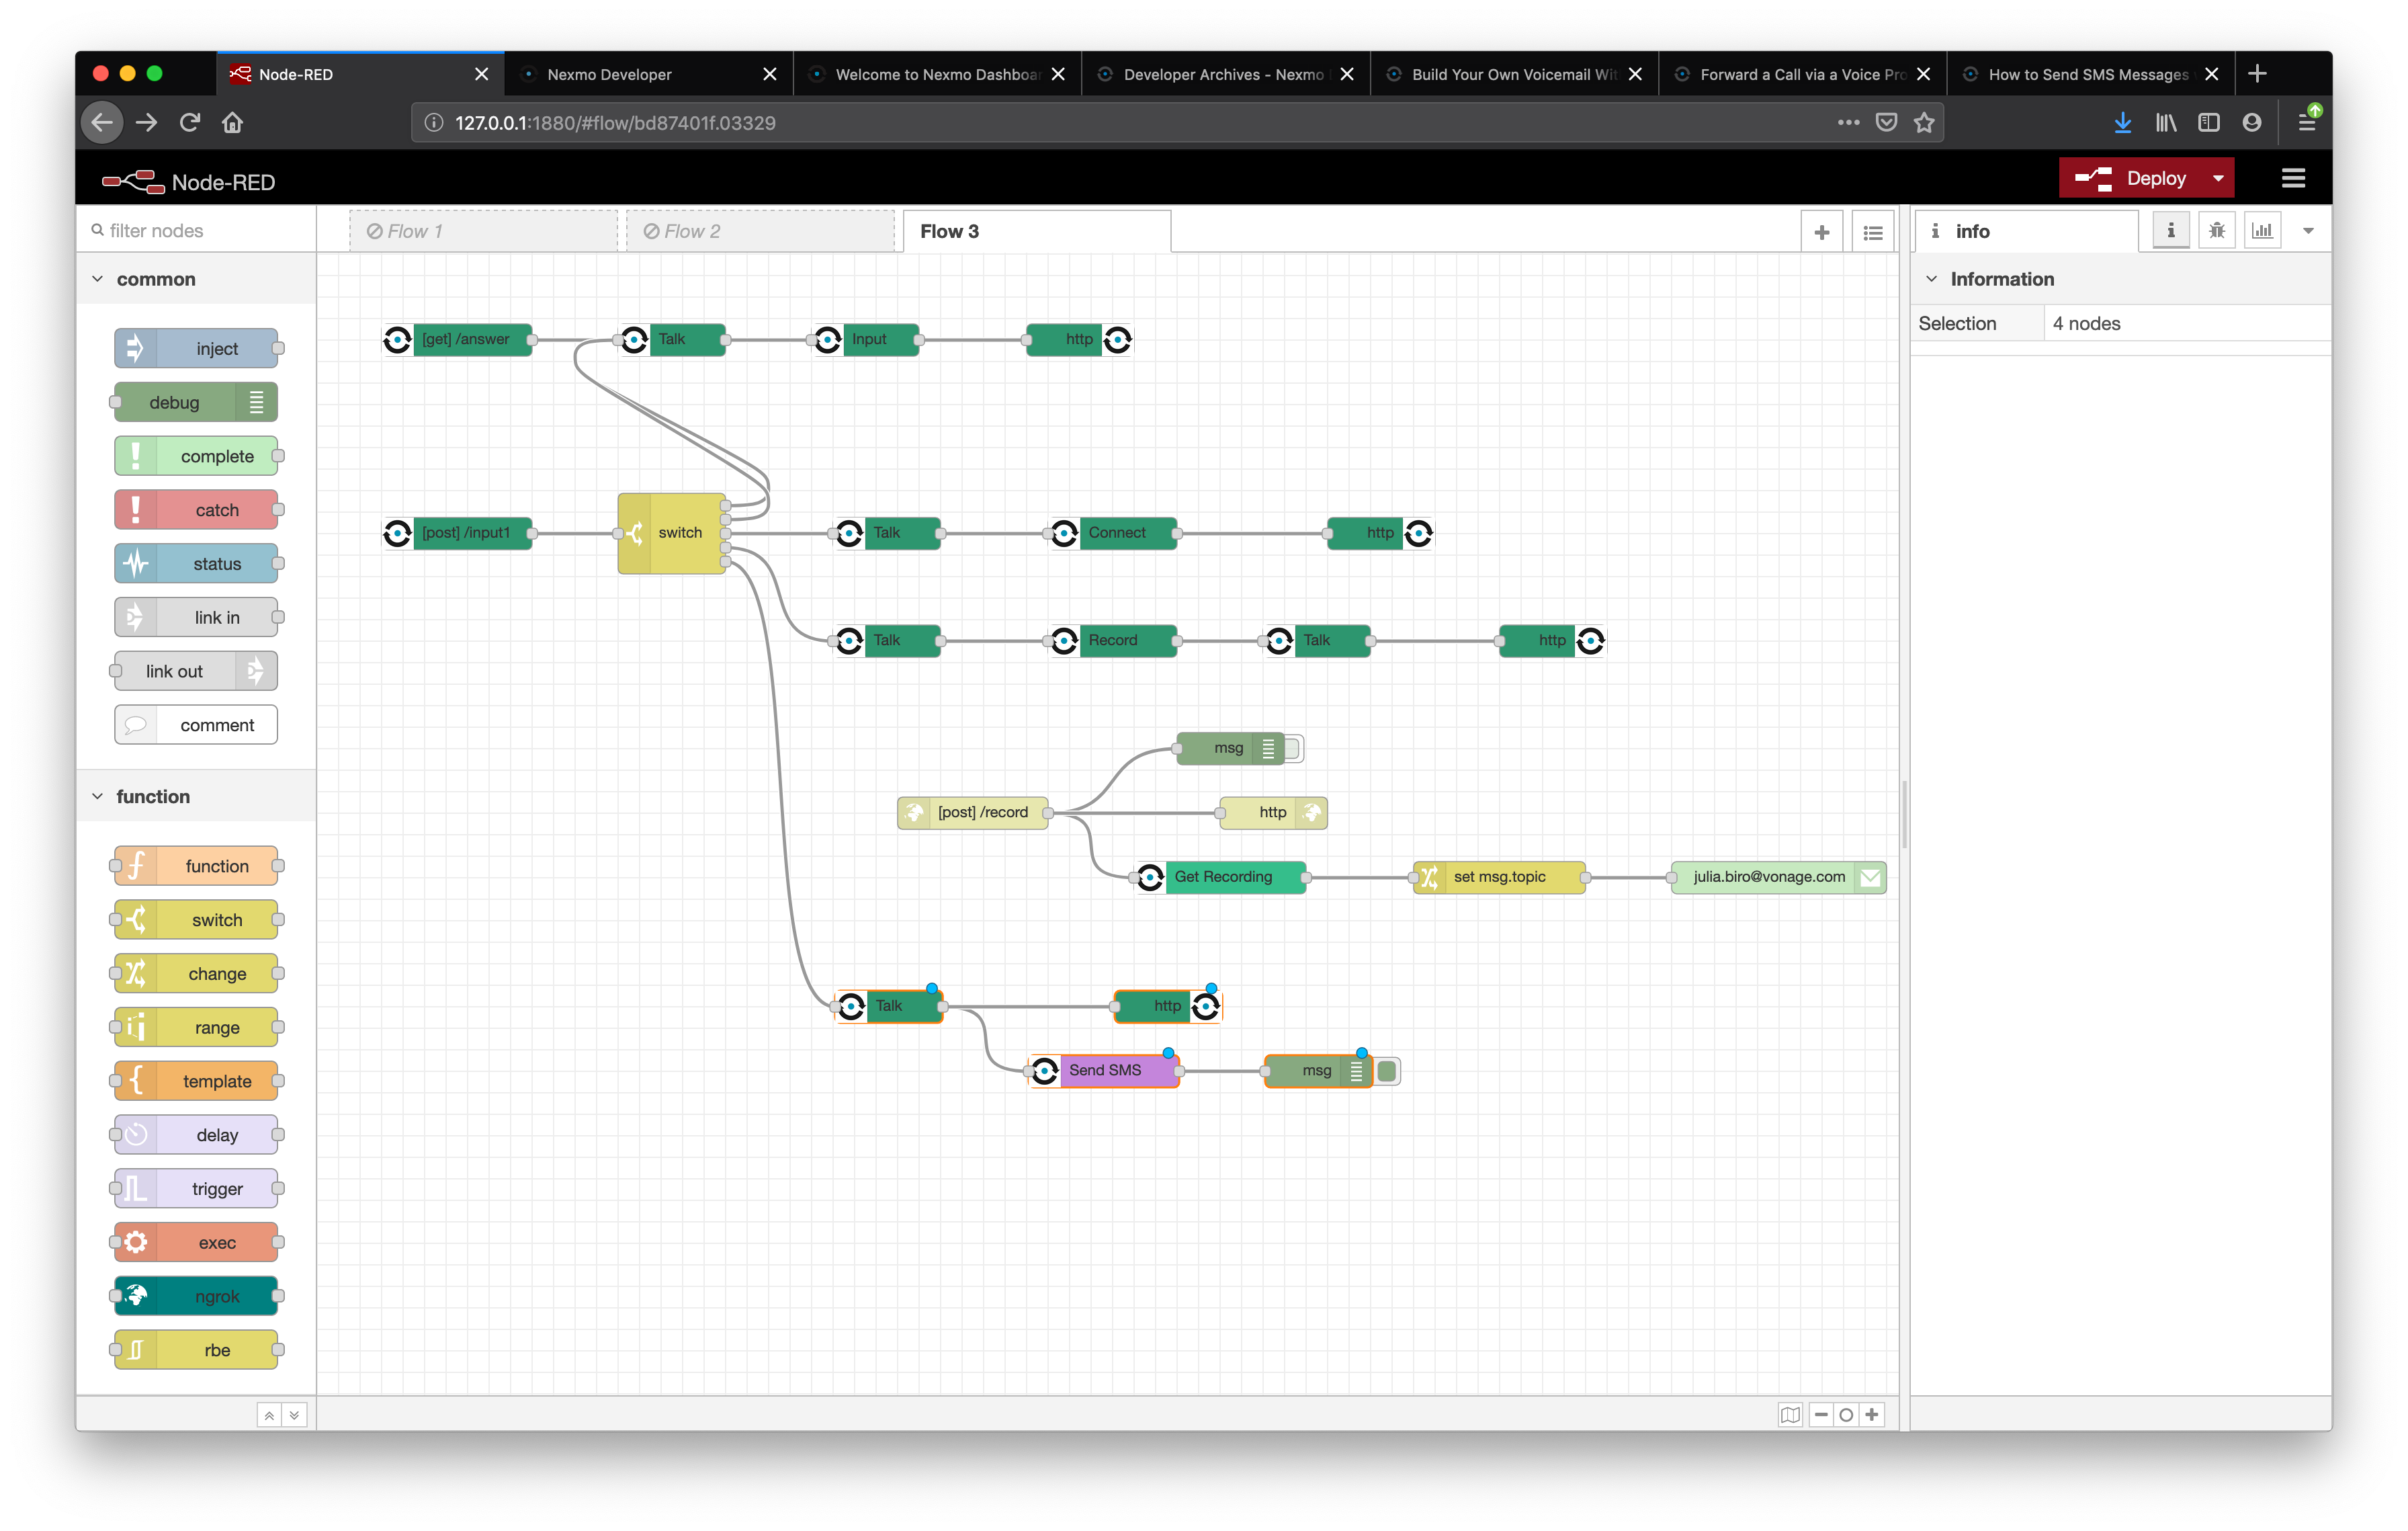 Node-RED
Nexmo Developer
Welcome to Nexmo Dashboar
Developer Archives - Nexmo
Build Your Own Voicemail Wit
Forward a Call via a Voice Pro
How to Send SMS Messages
127.0.0.1:1880/#flow/bd87401f.03329
Node-RED
Deploy
filter nodes
Flow 1
Flow 2
Flow 3
info
common
Information
Selection
4 nodes
inject
debug
complete
catch
status
link in
link out
comment
function
function
switch
change
range
template
delay
trigger
exec
ngrok
rbe
[get] /answer
Talk
Input
http
[post] /input1
switch
Talk
Connect
http
Talk
Record
Talk
http
msg
[post] /record
http
Get Recording
set msg.topic
julia.biro@vonage.com
Talk
http
Send SMS
msg